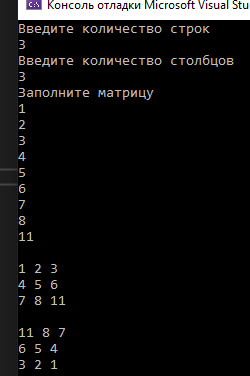 C:\
Консоль отладки Microsoft Visual Stu
Введите количество строк
3
Введите количество столбцов
3
Заполните матрицу
1
2
3
4
5
6
7
8
11
1 2 3
4 5 6
7 8 11
11 8 7
6 5 4
3 2 1